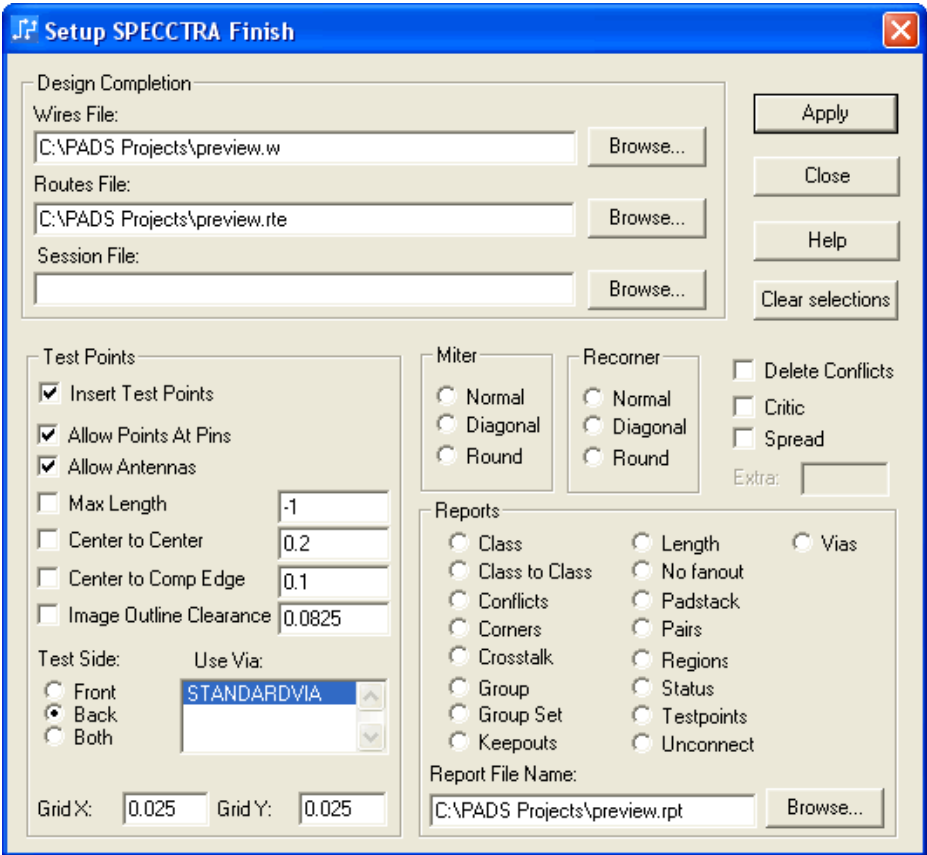 Setup SPECCTRA Finish
Design Completion
Wires File:
C:\PADS Projects\preview.w
Browse...
Routes File:
C:\PADS Projects\preview.rte
Browse...
Session File:
Browse...
Apply
Close
Help
Clear selections
Test Points
Insert Test Points
Allow Points At Pins
Allow Antennas
Max Length
-1
Center to Center
0.2
Center to Comp Edge
0.1
Image Outline Clearance
0.0825
Test Side:
Front
Back
Both
Use Via:
STANDARDVIA
Grid X:
0.025
Grid Y:
0.025
Miter
Normal
Diagonal
Round
Recorner
Normal
Diagonal
Round
Delete Conflicts
Critic
Spread
Extra:
Reports
Class
Class to Class
Conflicts
Corners
Crosstalk
Group
Group Set
Keepouts
Length
No fanout
Padstack
Pairs
Regions
Status
Testpoints
Unconnect
Vias
Report File Name:
C:\PADS Projects\preview.rpt
Browse...